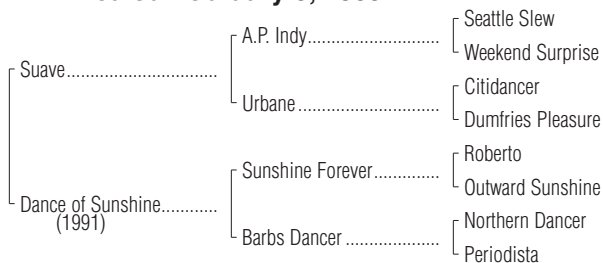 Seattle Slew
A.P. Indy
Weekend Surprise
Suave
Citidancer
Urbane
Dumfries Pleasure
Roberto
Sunshine Forever
Outward Sunshine
Dance of Sunshine
(1991)
Northern Dancer
Barbs Dancer
Periodista